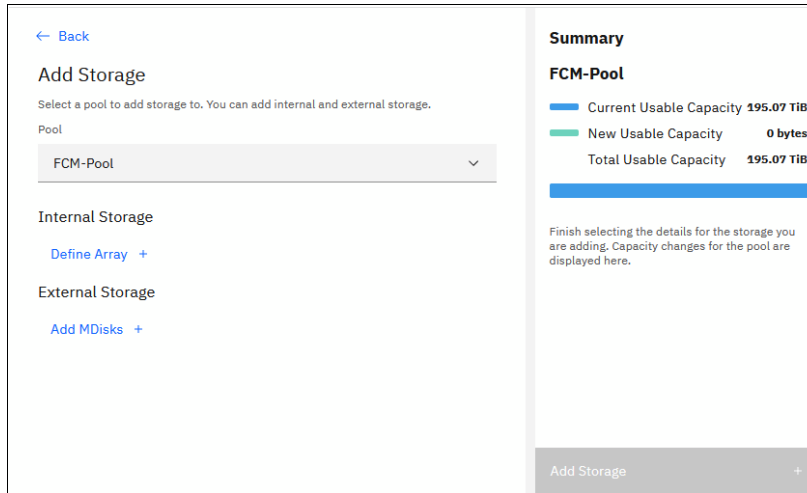 ← Back
Add Storage
Select a pool to add storage to. You can add internal and external storage.
Pool
FCM-Pool
Internal Storage
Define Array +
External Storage
Add MDisks +
Summary
FCM-Pool
Current Usable Capacity 195.07 TiB
New Usable Capacity 0 bytes
Total Usable Capacity 195.07 TiB
Finish selecting the details for the storage you
are adding. Capacity changes for the pool are
displayed here.
Add Storage +